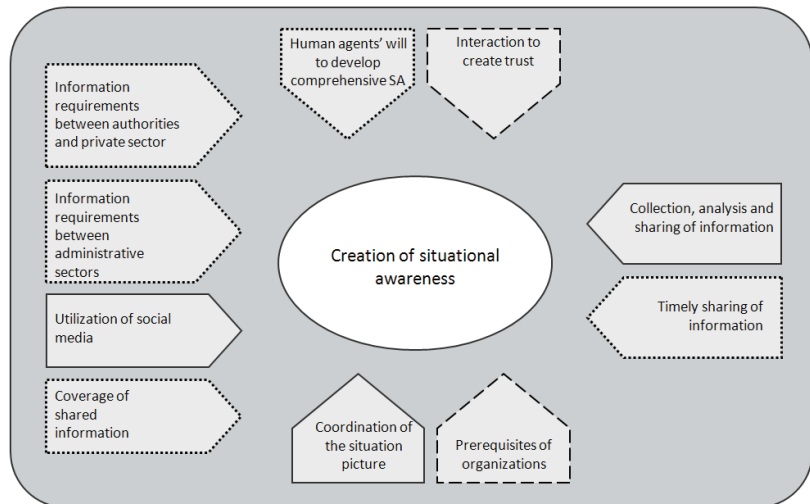 Human agents' will
to develop
comprehensive SA
Interaction to
create trust
Information
requirements
between authorities
and private sector
Information
requirements
between
administrative
sectors
Utilization of social
media
Coverage of
shared
information
Creation of situational
awareness
Collection, analysis and
sharing of information
Timely sharing of
information
Coordination of
the situation
picture
Prerequisites of
organizations